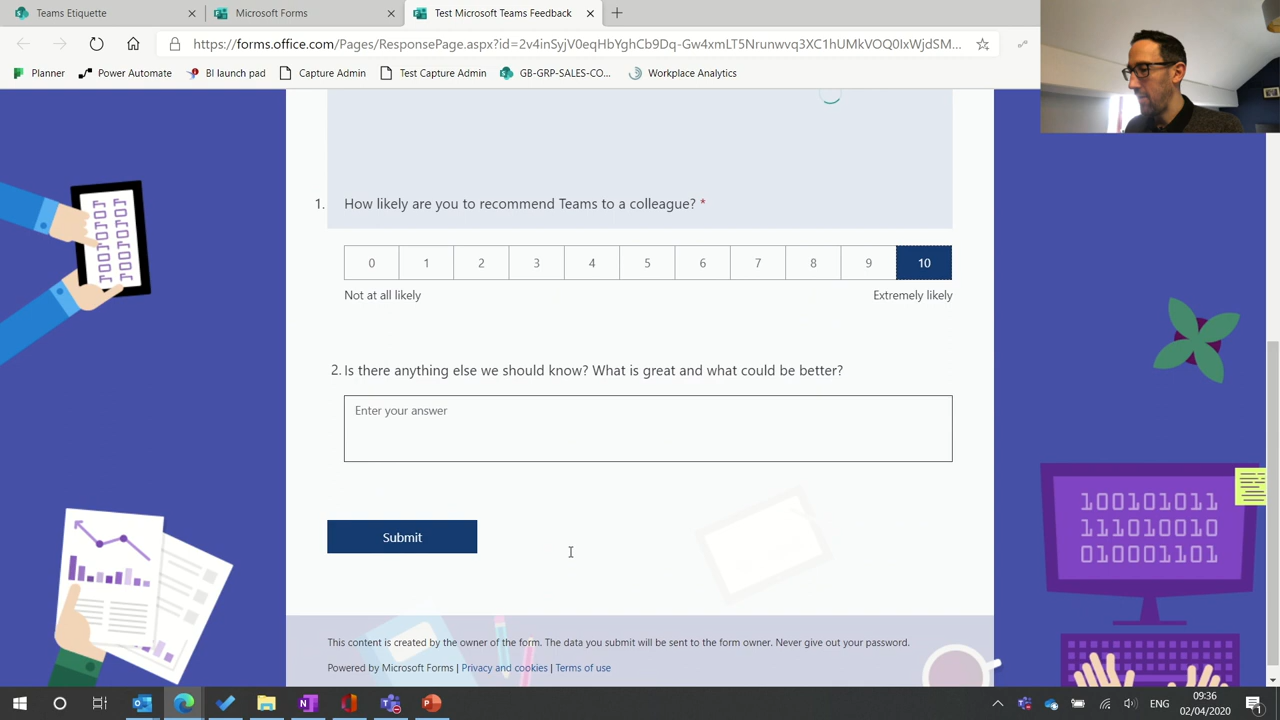 Teams Etiquette
Microsoft Forms
Test Microsoft Teams Feedback
https://forms.office.com/Pages/ResponsePage.aspx?id=2v4inSyjV0eqHbYghCb9Dq-Gw4xmLT5Nrunwvq3XC1hUMkVOQ0IxWjdSM...
Planner
Power Automate
BI launch pad
Capture Admin
Test Capture Admin
GB-GRP-SALES-CO...
Workplace Analytics
1. How likely are you to recommend Teams to a colleague? *
0 1 2 3 4 5 6 7 8 9 10
Not at all likely
Extremely likely
2. Is there anything else we should know? What is great and what could be better?
Enter your answer
Submit
100101011
111010010
010001101
This content is created by the owner of the form. The data you submit will be sent to the form owner. Never give out your password.
Powered by Microsoft Forms | Privacy and cookies | Terms of use
ENG
09:36
02/04/2020